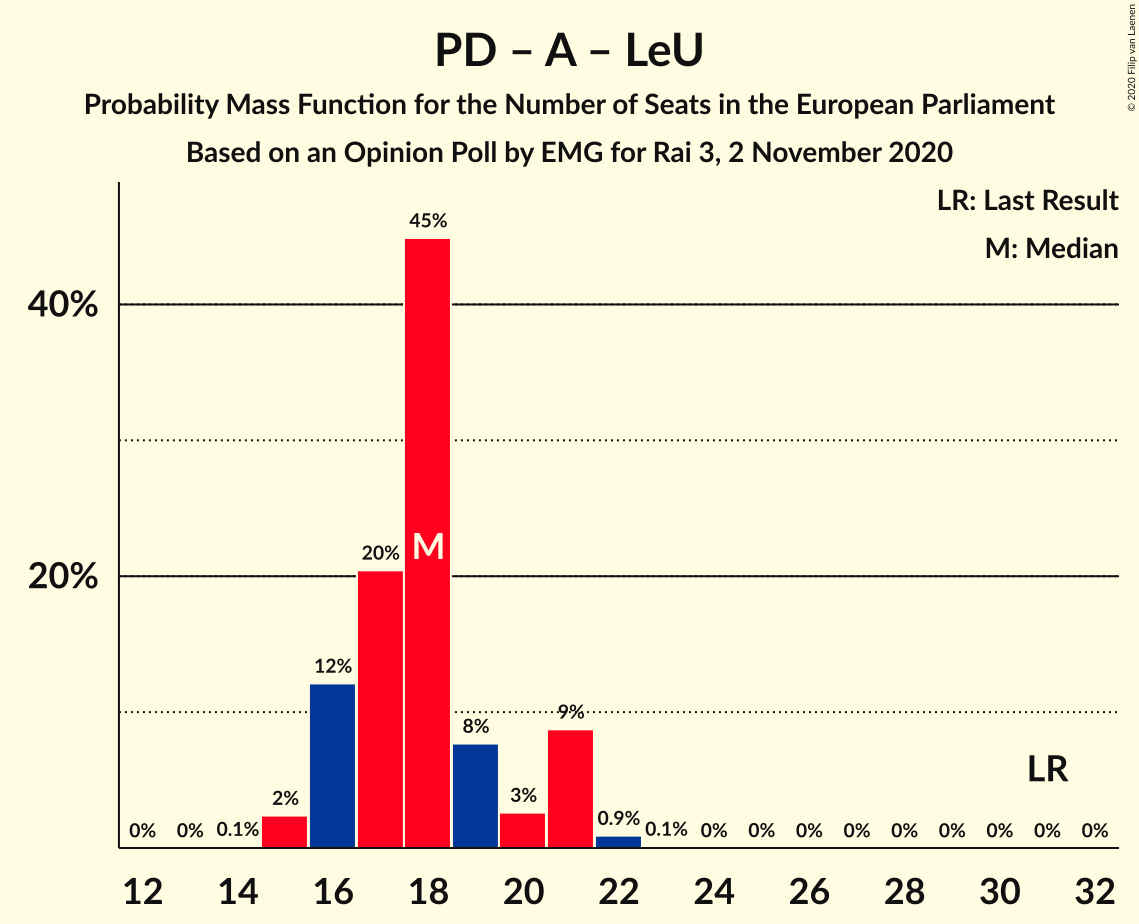 PD – A – LeU
Probability Mass Function for the Number of Seats in the European Parliament
Based on an Opinion Poll by EMG for Rai 3, 2 November 2020
© 2020 Filip van Laenen
LR: Last Result
M: Median
45%
40%
M
20%
20%
12%
9%
8%
LR
2%
3%
0.9%
0% 0% 0.1% 0.1% 0% 0% 0% 0% 0% 0% 0% 0% 0%
12 14 16 18 20 22 24 26 28 30 32